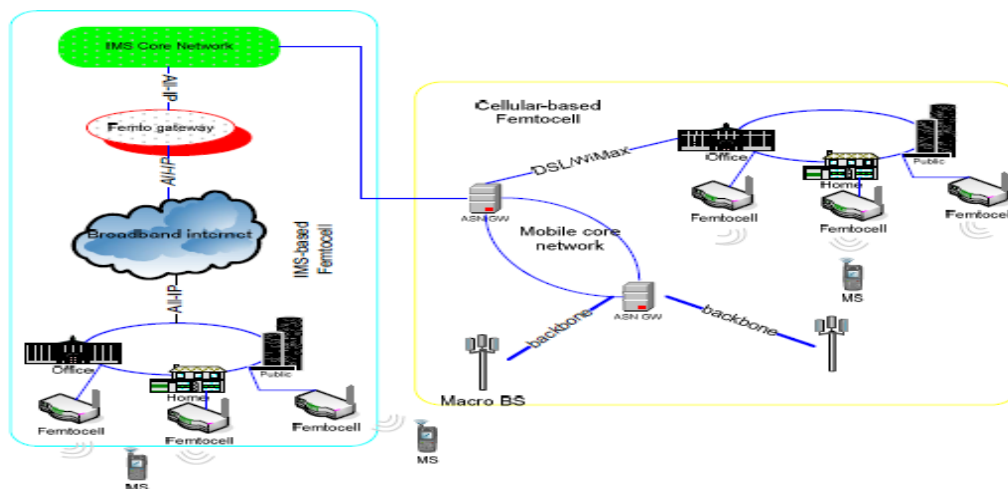 IMS Core Network
All-IP
Femto gateway
All-IP
Broadband internet
All-IP
IMS-based
Femtocell
Office
Home
Public
Femtocell
Femtocell
Femtocell
MS
MS
Cellular-based
Femtocell
DSL/WiMax
Office
Home
Public
Femtocell
Femtocell
Femtocell
MS
ASN GW
Mobile core
network
ASN GW
backbone
backbone
Macro BS